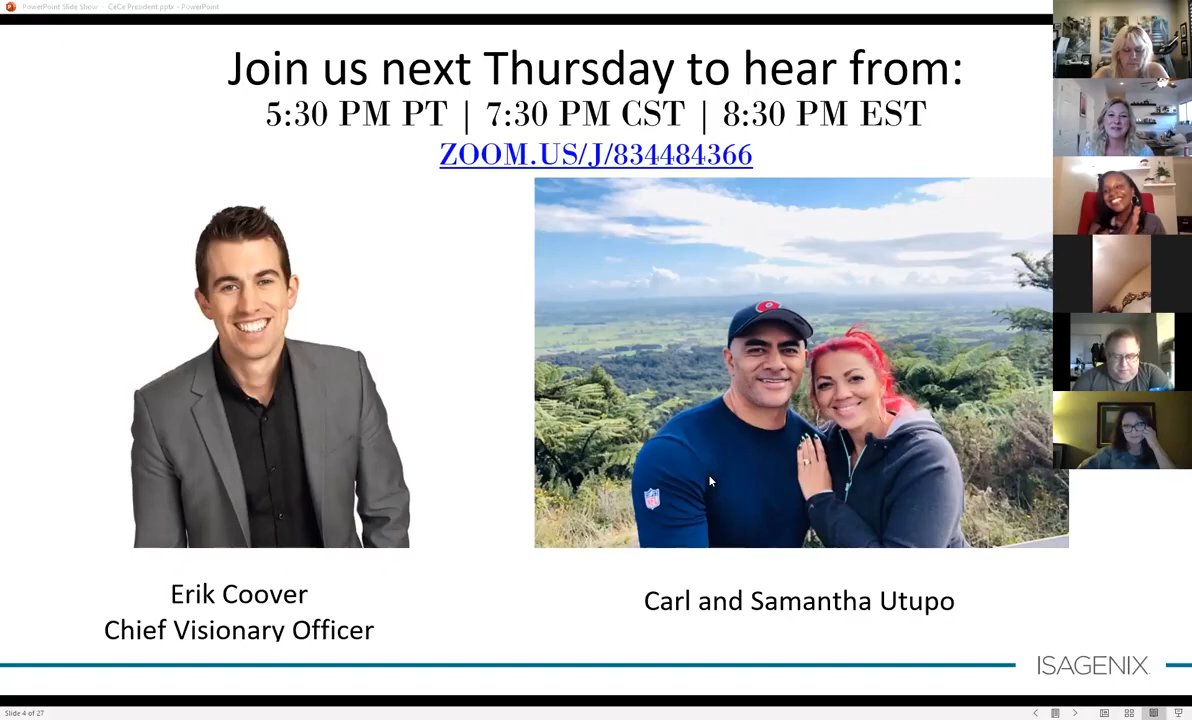 PowerPoint Slide Show - CeCe President.pptx - PowerPoint
Join us next Thursday to hear from:
5:30 PM PT | 7:30 PM CST | 8:30 PM EST
ZOOM.US/J/834484366
NFL
Erik Coover
Chief Visionary Officer
Carl and Samantha Utupo
ISAGENIX
Slide 4 of 27